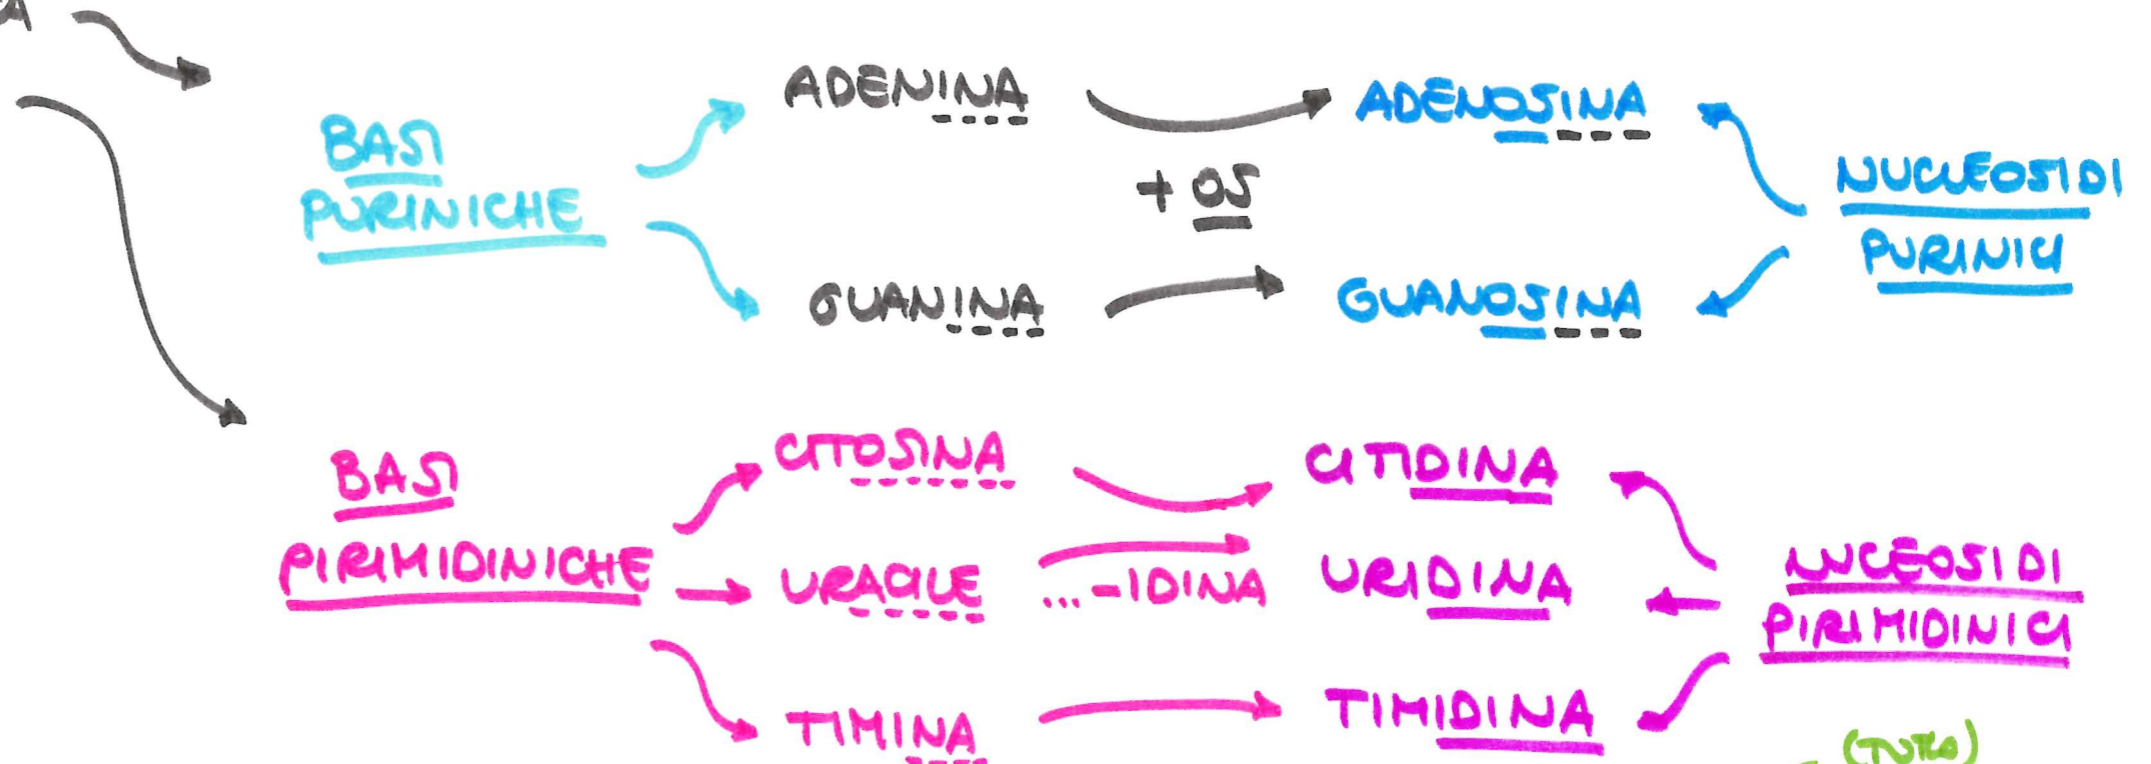 ADENINA
ADENOSINA
BASI
PURINICHE
+ OS
NUCLEOSIDI
PURINICI
GUANINA
GUANOSINA
BASI
PIRIMIDINICHE
CITOSINA
CITIDINA
URACILE
...-IDINA
URIDINA
NUCEOSIDI
PIRIMIDINICI
TIMINA
TIMIDINA